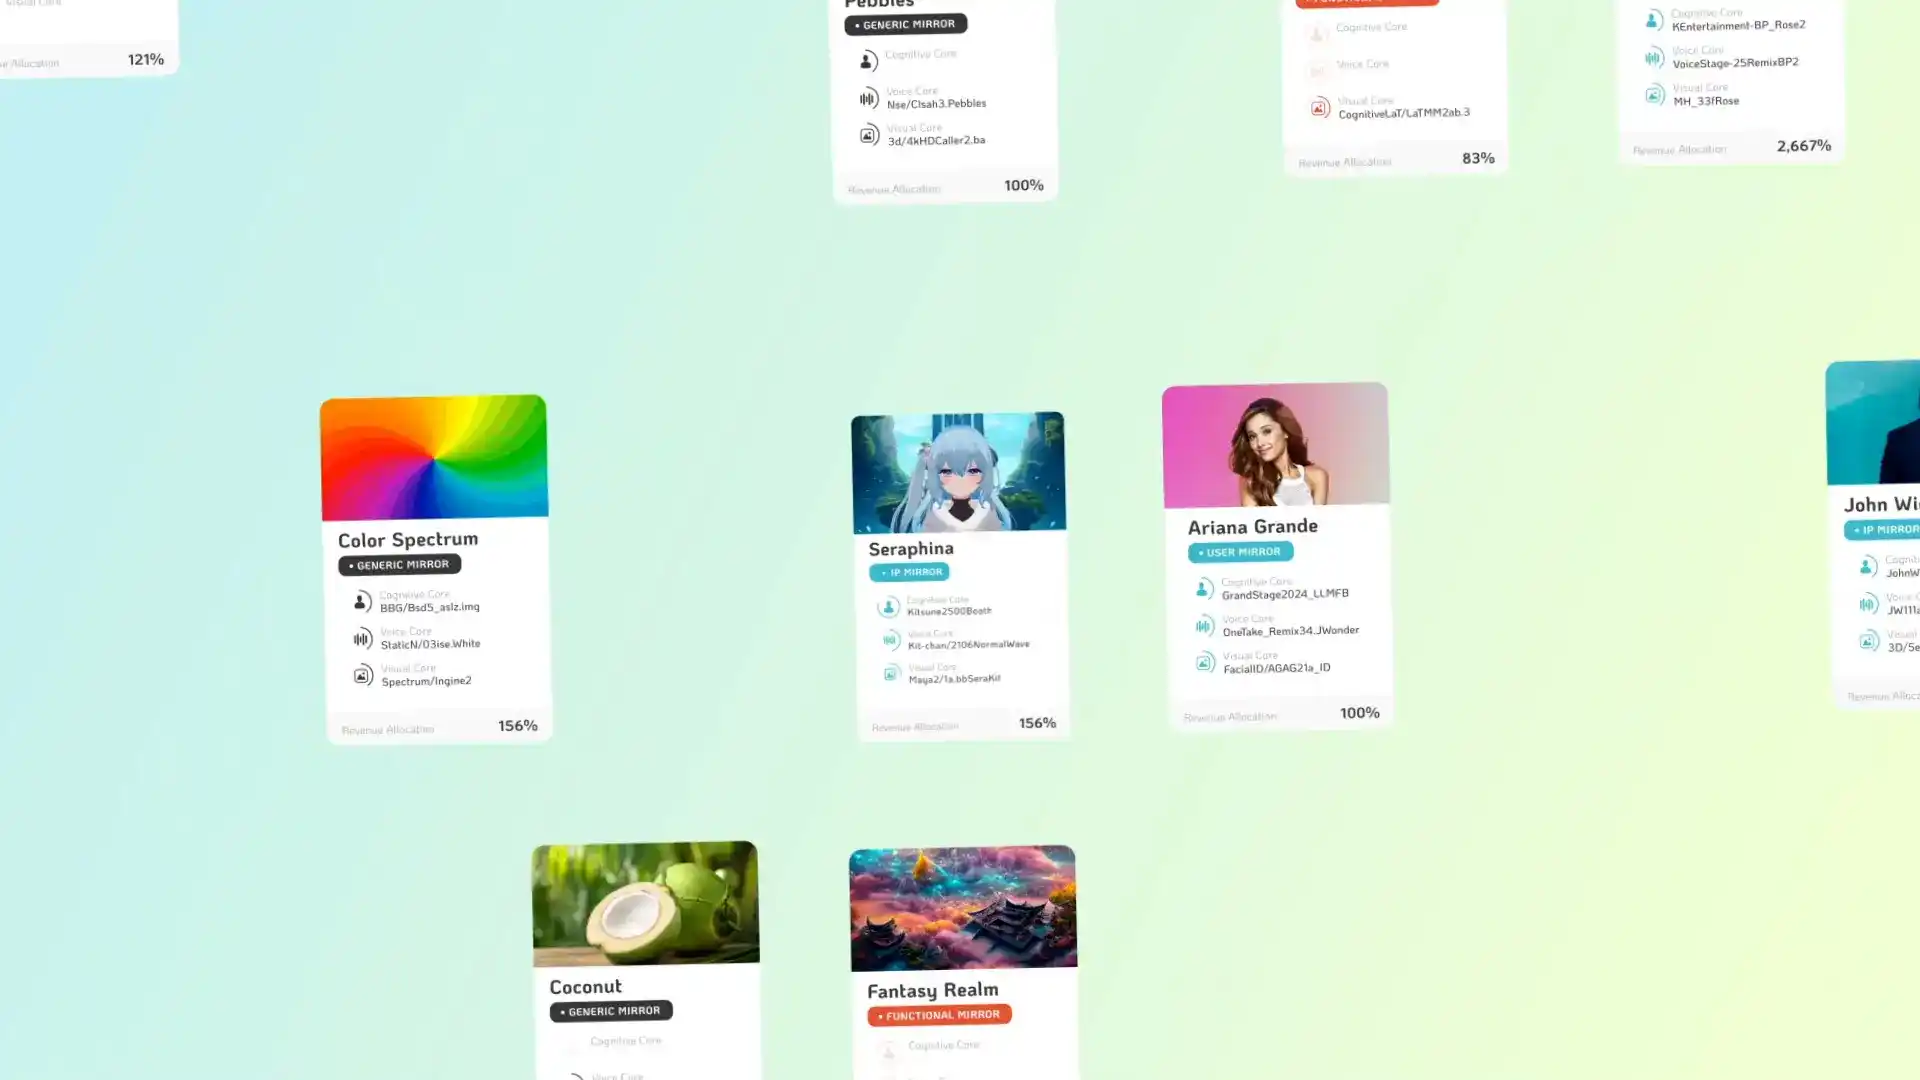 Visual Core
Revenue Allocation
121%
Pebbles
• GENERIC MIRROR
Cognitive Core
Voice Core
Nse/Clsah3.Pebbles
Visual Core
3d/4kHDCaller2.ba
Revenue Allocation
100%
Cognitive Core
Voice Core
Visual Core
CognitiveLaT/LaTMM2ab.3
Revenue Allocation
83%
Cognitive Core
KEntertainment-BP_Rose2
Voice Core
VoiceStage-25RemixBP2
Visual Core
MH_33fRose
Revenue Allocation
2,667%
Color Spectrum
• GENERIC MIRROR
Cognitive Core
BBG/Bsd5_aslz.img
Voice Core
StaticN/03ise.White
Visual Core
Spectrum/Ingine2
Revenue Allocation
156%
Seraphina
• IP MIRROR
Cognitive Core
Kitsune2500Booth
Voice Core
Kit-chan/2106NormalWave
Visual Core
Maya2/1a.bbSeraKit
Revenue Allocation
156%
Ariana Grande
• USER MIRROR
Cognitive Core
GrandStage2024_LLMFB
Voice Core
OneTake_Remix34.JWonder
Visual Core
FacialID/AGAG21a_ID
Revenue Allocation
100%
John Wi
• IP MIRROR
Cogniti
JohnW
Voice C
JW111a
Visual
3D/5e
Revenue Alloca
Coconut
• GENERIC MIRROR
Cognitive Core
Voice Core
Fantasy Realm
• FUNCTIONAL MIRROR
Cognitive Core